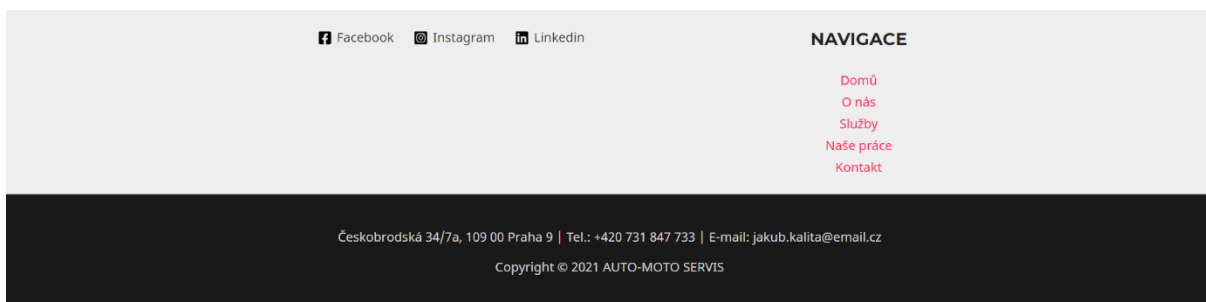 Facebook Instagram Linkedin
NAVIGACE
Domů
O nás
Služby
Naše práce
Kontakt
Českobrodská 34/7a, 109 00 Praha 9 | Tel.: +420 731 847 733 | E-mail: jakub.kalita@email.cz
Copyright © 2021 AUTO-MOTO SERVIS